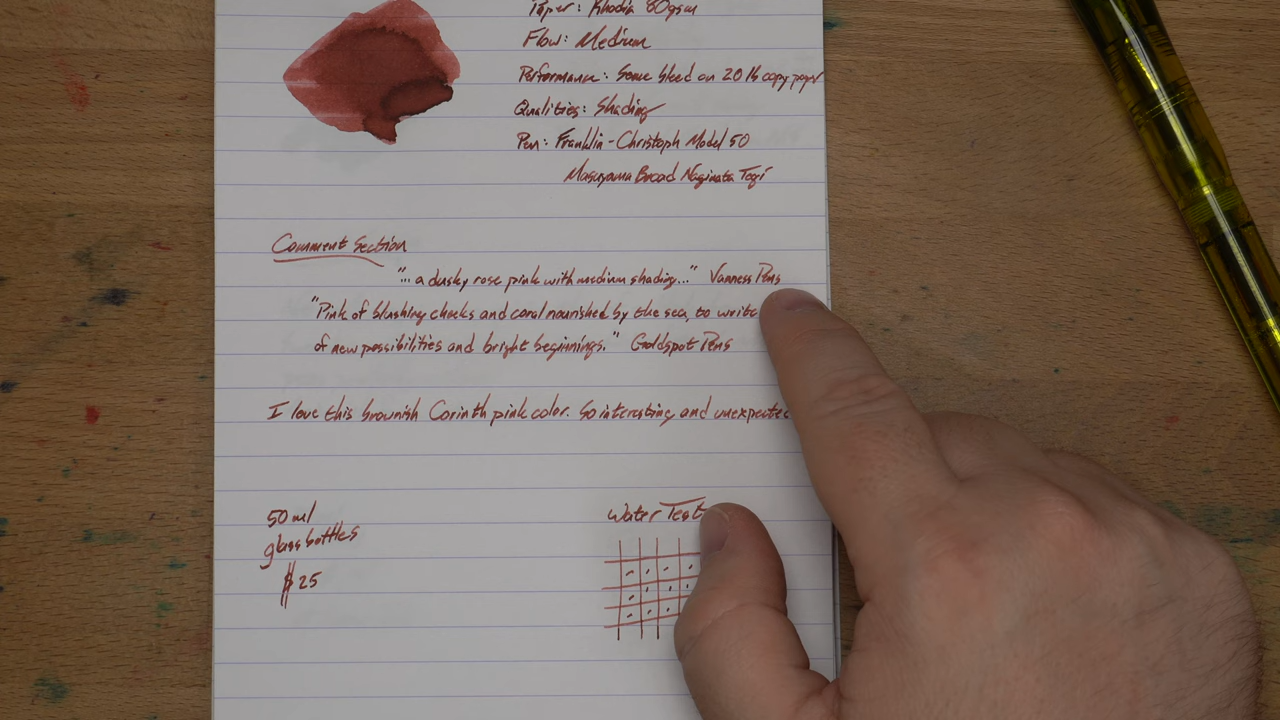 Paper: Rhodia 80gsm
Flow: Medium
Performance: Some bleed on 20 lb copy paper
Qualities: Shading
Pen: Franklin-Christoph Model 50
Masuyama Broad Naginata Togi
Comment Section
"... a dusky rose pink with medium shading..." Vanness Pens
"Pink of blushing cheeks and coral nourished by the sea, to write
of new possibilities and bright beginnings." Goldspot Pens
I love this brownish Corinth pink color. So interesting and unexpected
50 ml
glass bottles
$25
Water Test